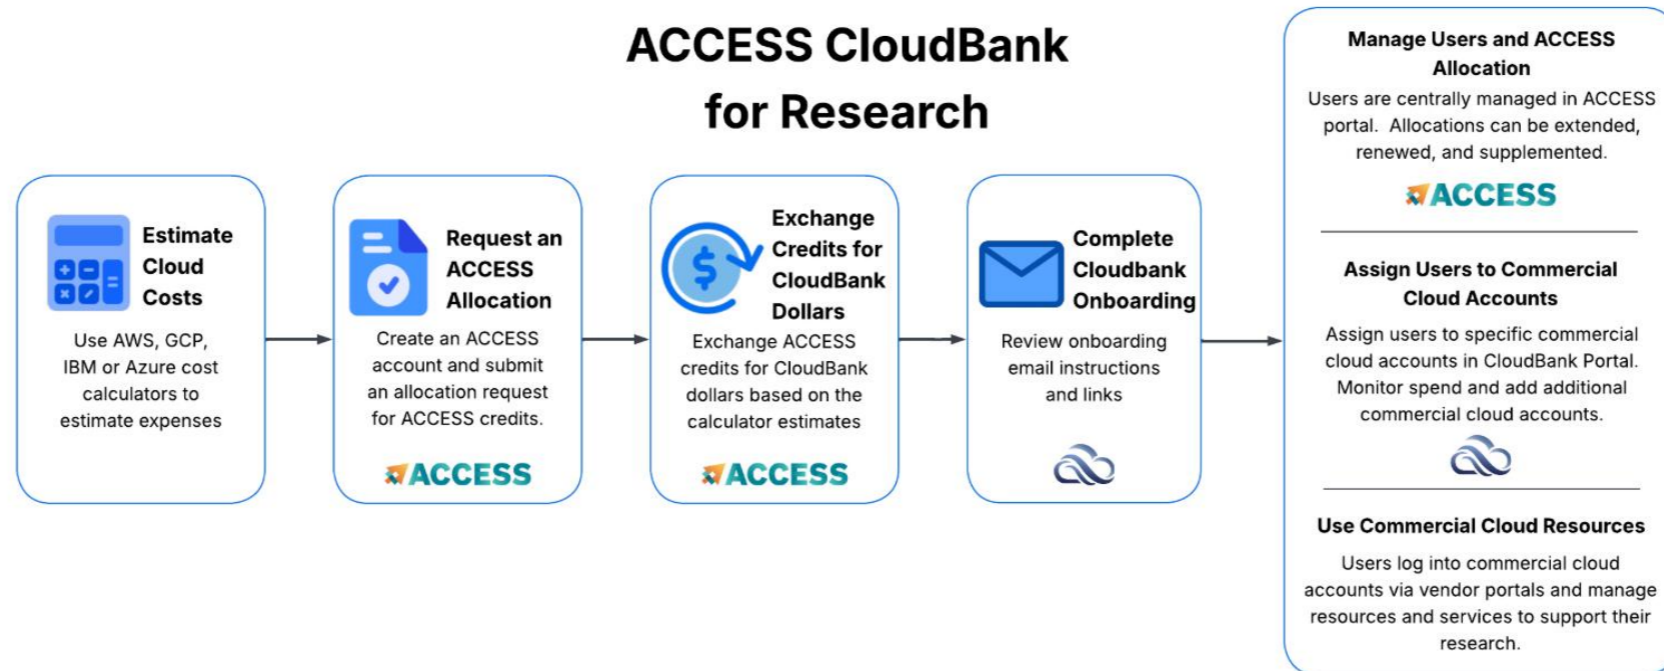 ACCESS CloudBank
for Research
Estimate
Cloud
Costs
Use AWS, GCP,
IBM or Azure cost
calculators to
estimate expenses
Request an
ACCESS
Allocation
Create an ACCESS
account and submit
an allocation request
for ACCESS credits.
ACCESS
Exchange
Credits for
CloudBank
Dollars
Exchange ACCESS
credits for CloudBank
dollars based on the
calculator estimates
ACCESS
Complete
Cloudbank
Onboarding
Review onboarding
email instructions
and links
Manage Users and ACCESS
Allocation
Users are centrally managed in ACCESS
portal.  Allocations can be extended,
renewed, and supplemented.
ACCESS
Assign Users to Commercial
Cloud Accounts
Assign users to specific commercial
cloud accounts in CloudBank Portal.
Monitor spend and add additional
commercial cloud accounts.
Use Commercial Cloud Resources
Users log into commercial cloud
accounts via vendor portals and manage
resources and services to support their
research.